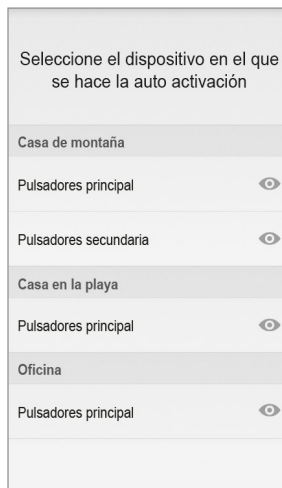 Seleccione el dispositivo en el que
se hace la auto activación
Casa de montaña
Pulsadores principal
Pulsadores secundaria
Casa en la playa
Pulsadores principal
Oficina
Pulsadores principal